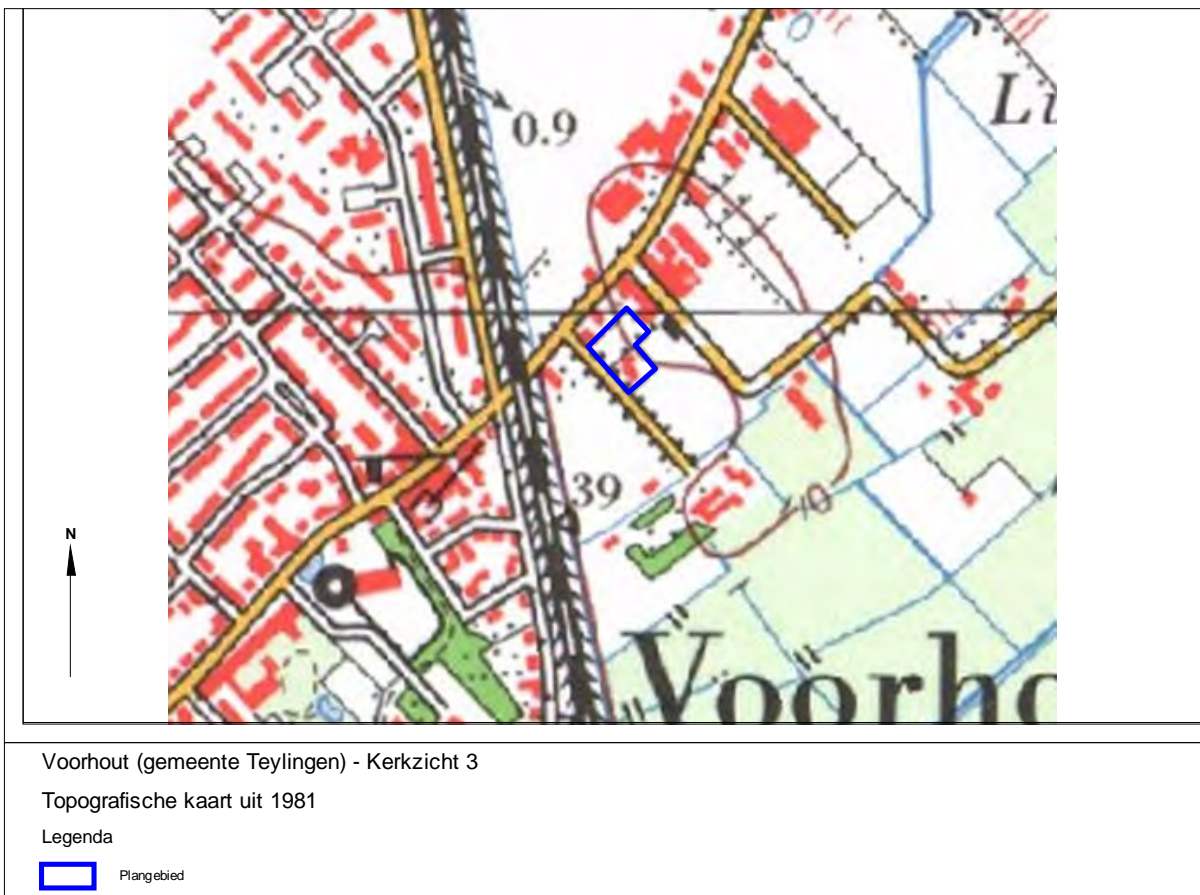 0.9
Lu
39
10
Voorho
N
Voorhout (gemeente Teylingen) - Kerkzicht 3
Topografische kaart uit 1981
Legenda
Plangebied